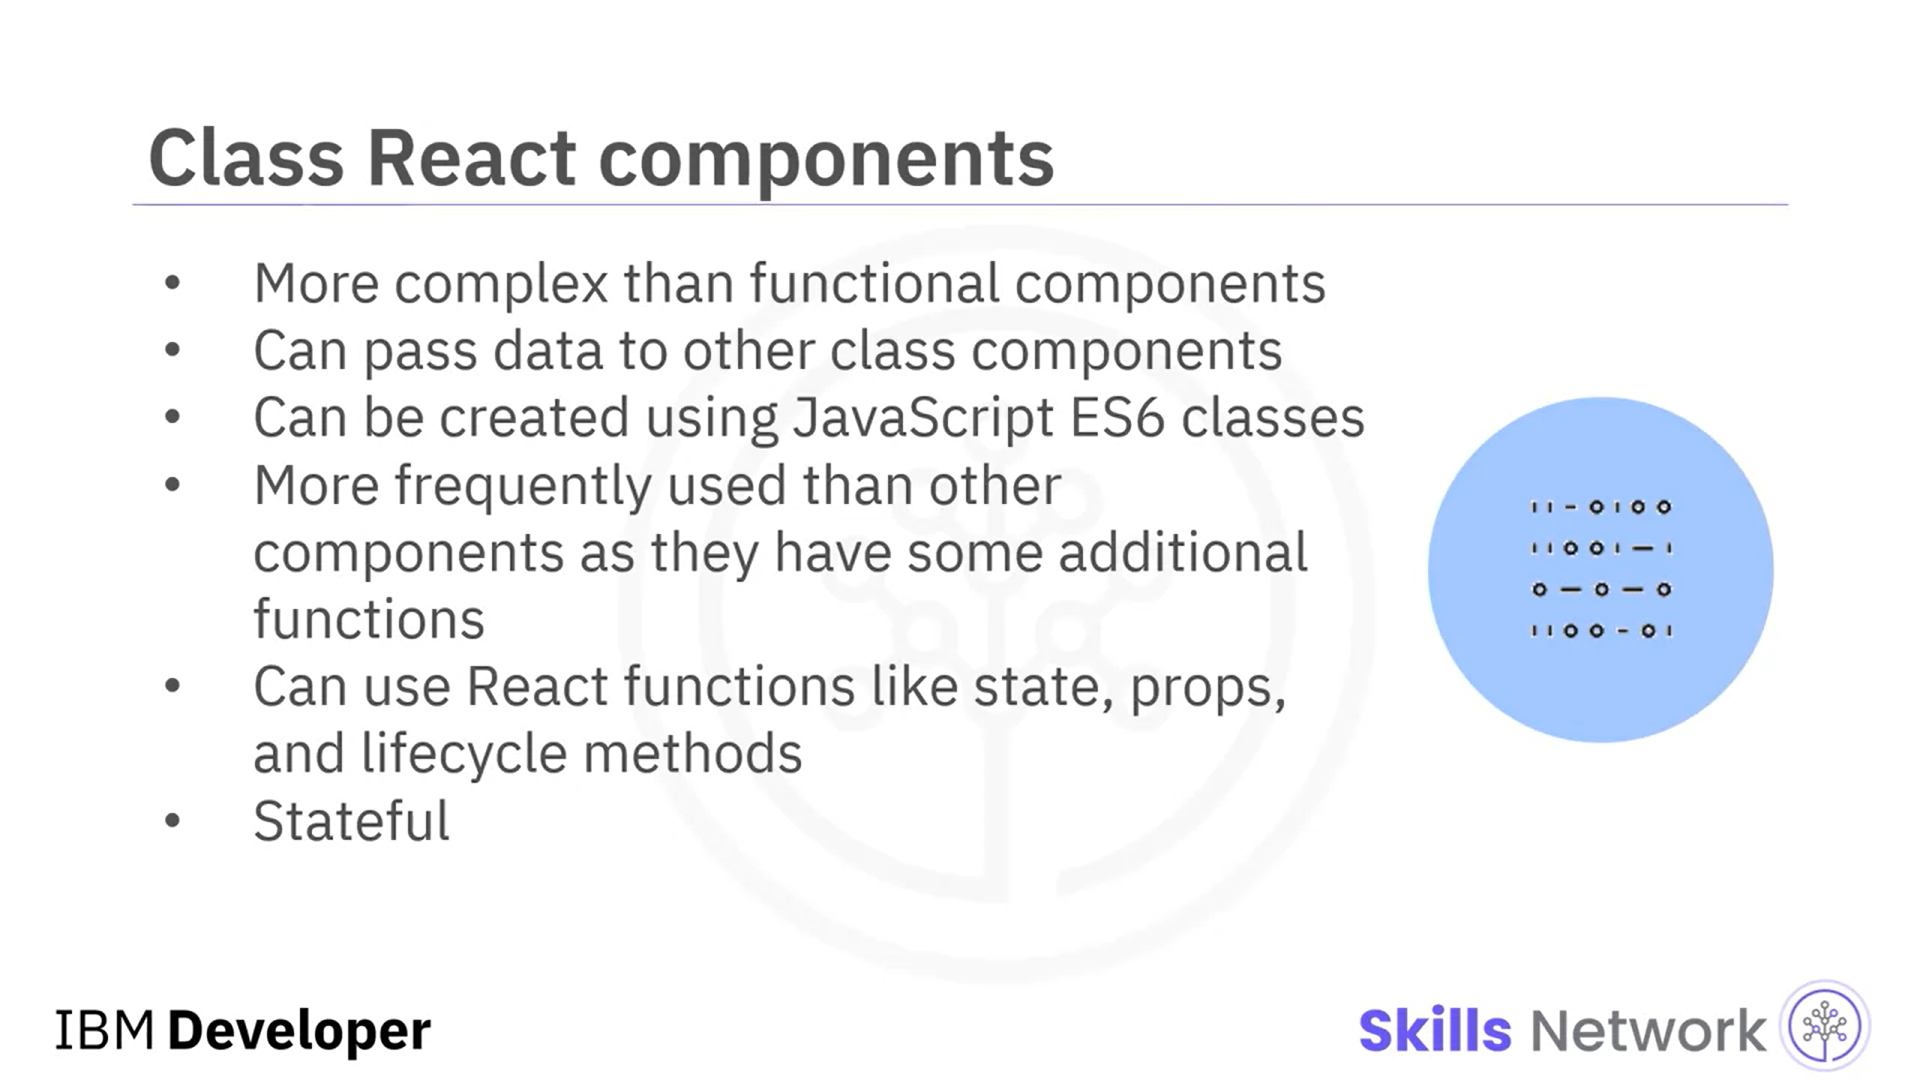 Class React components
• More complex than functional components
• Can pass data to other class components
• Can be created using JavaScript ES6 classes
• More frequently used than other
components as they have some additional
functions
• Can use React functions like state, props,
and lifecycle methods
• Stateful
IBM Developer
Skills Network